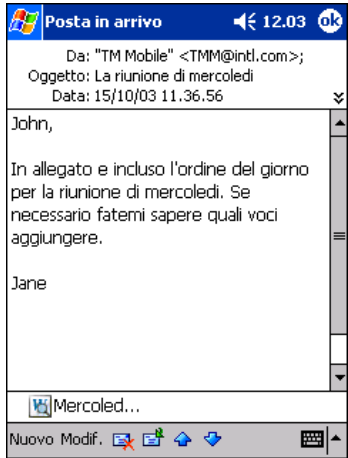 Posta in arrivo 12.03 ok
Da: "TM Mobile" <TMM@intl.com>;
Oggetto: La riunione di mercoledi
Data: 15/10/03 11.36.56
John,
In allegato e incluso l'ordine del giorno
per la riunione di mercoledi. Se
necessario fatemi sapere quali voci
aggiungere.
Jane
Mercoled...
Nuovo Modif.